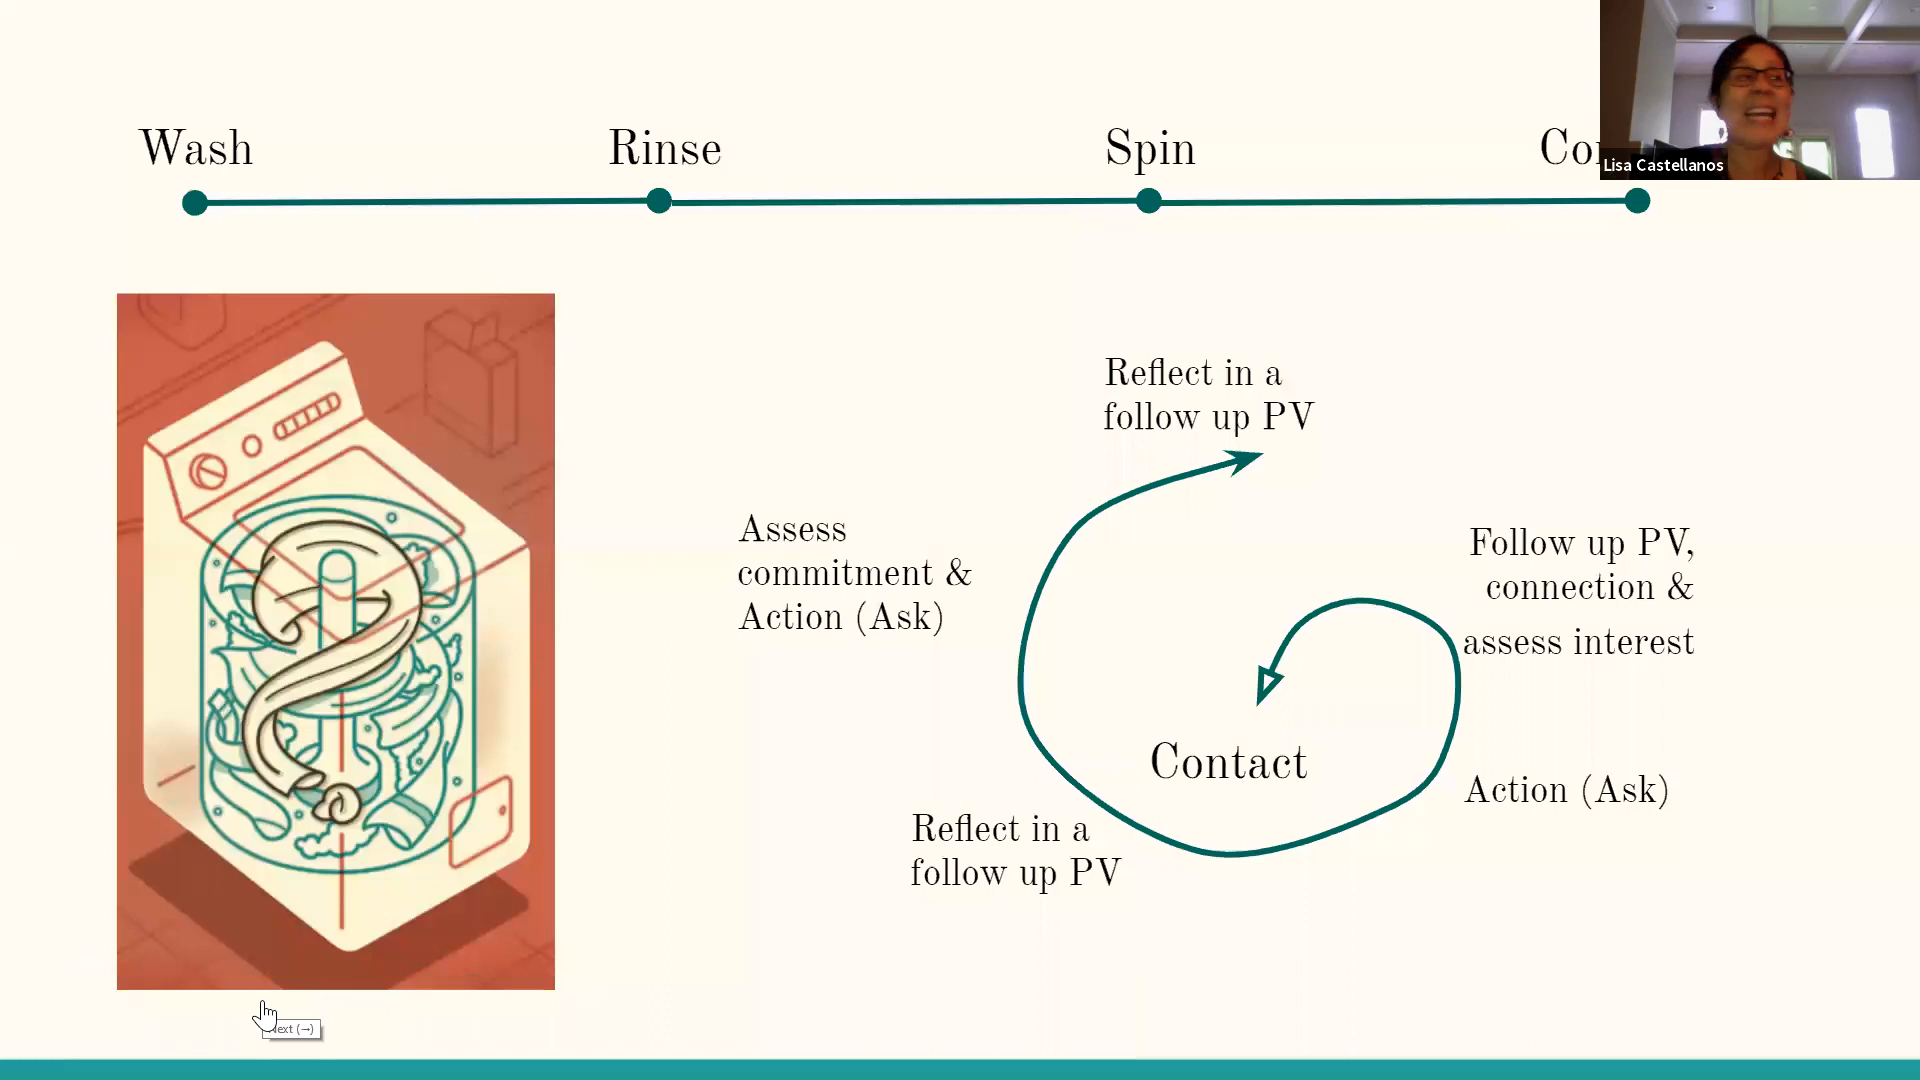 Wash
Rinse
Spin
Lisa Castellanos
Reflect in a
follow up PV
Assess
commitment &
Action (Ask)
Follow up PV,
connection &
assess interest
Contact
Action (Ask)
Reflect in a
follow up PV
Next (→)